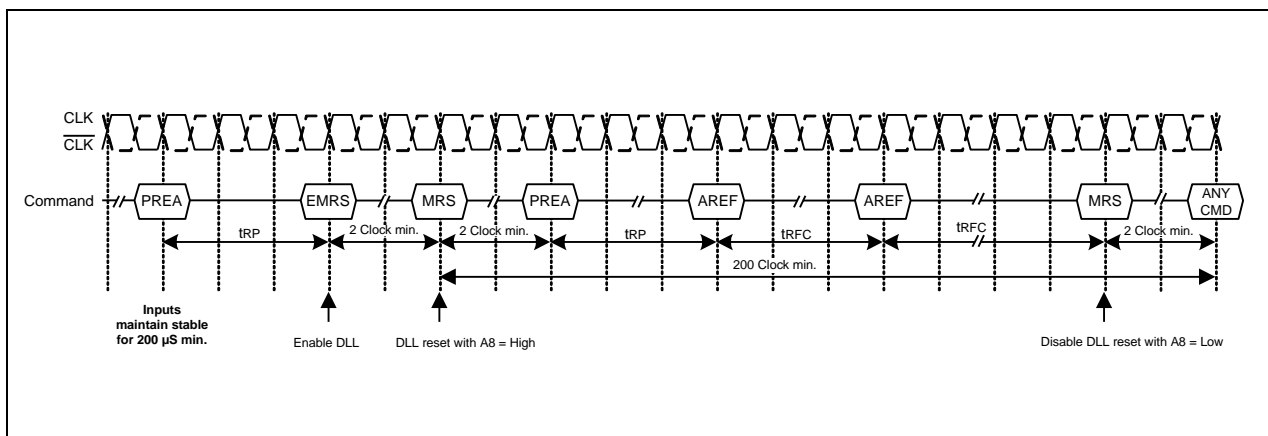 CLK
CLK
Command
PREA
EMRS
MRS
PREA
AREF
AREF
MRS
ANY
CMD
tRP
2 Clock min.
2 Clock min.
tRP
tRFC
tRFC
2 Clock min.
200 Clock min.
Inputs
maintain stable
for 200 µS min.
Enable DLL
DLL reset with A8 = High
Disable DLL reset with A8 = Low